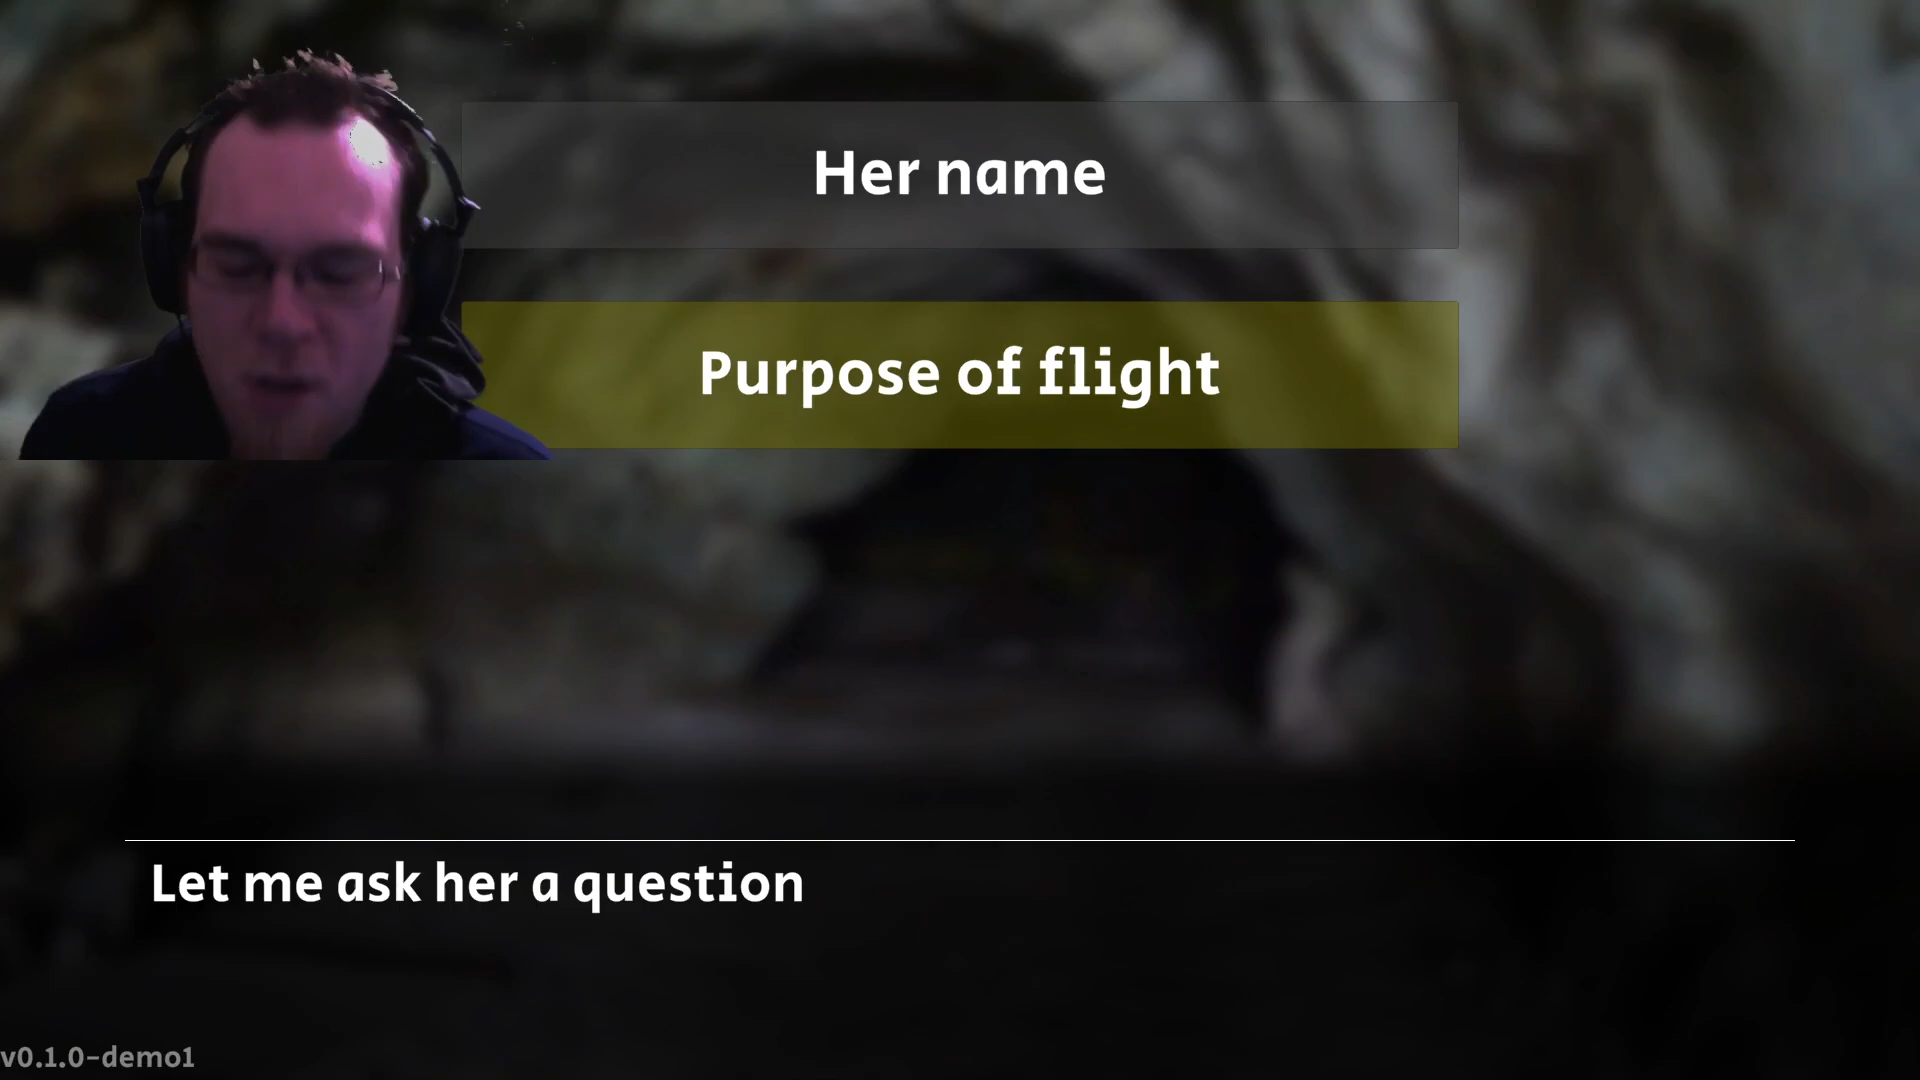 Her name
Purpose of flight
Let me ask her a question
v0.1.0-demo1